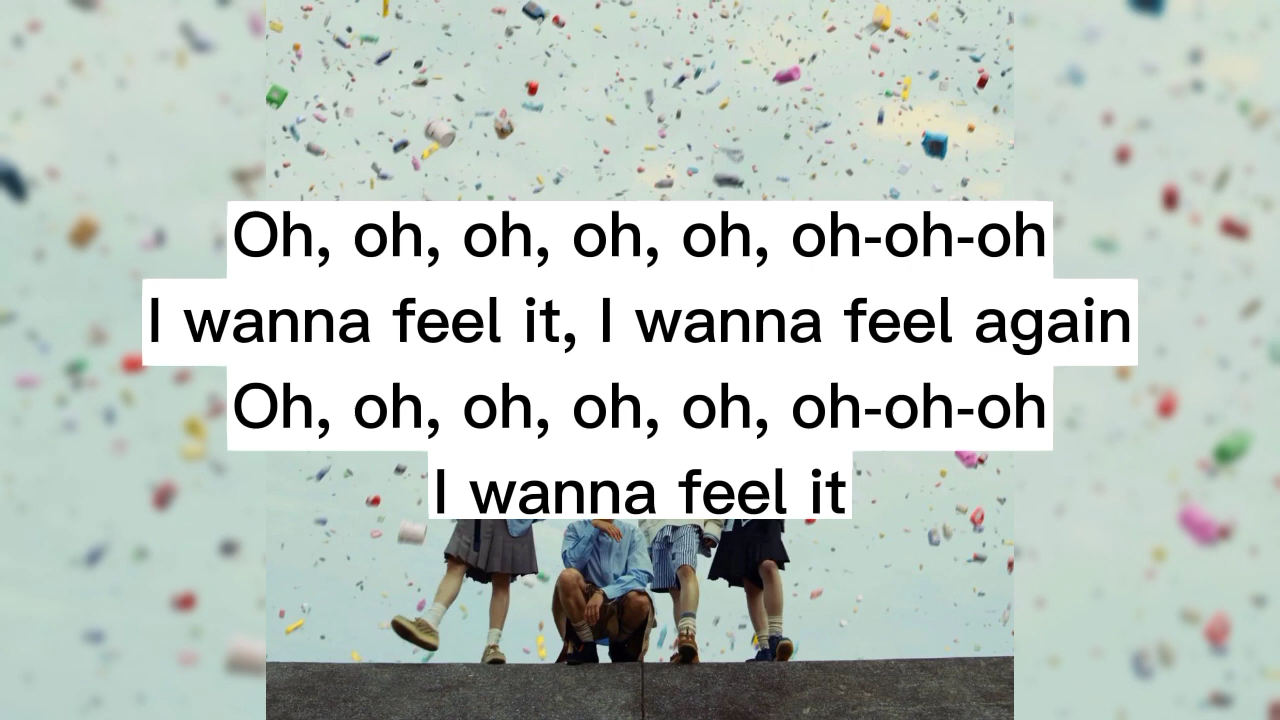 Oh, oh, oh, oh, oh, oh-oh-oh
I wanna feel it, I wanna feel again
Oh, oh, oh, oh, oh, oh-oh-oh
I wanna feel it